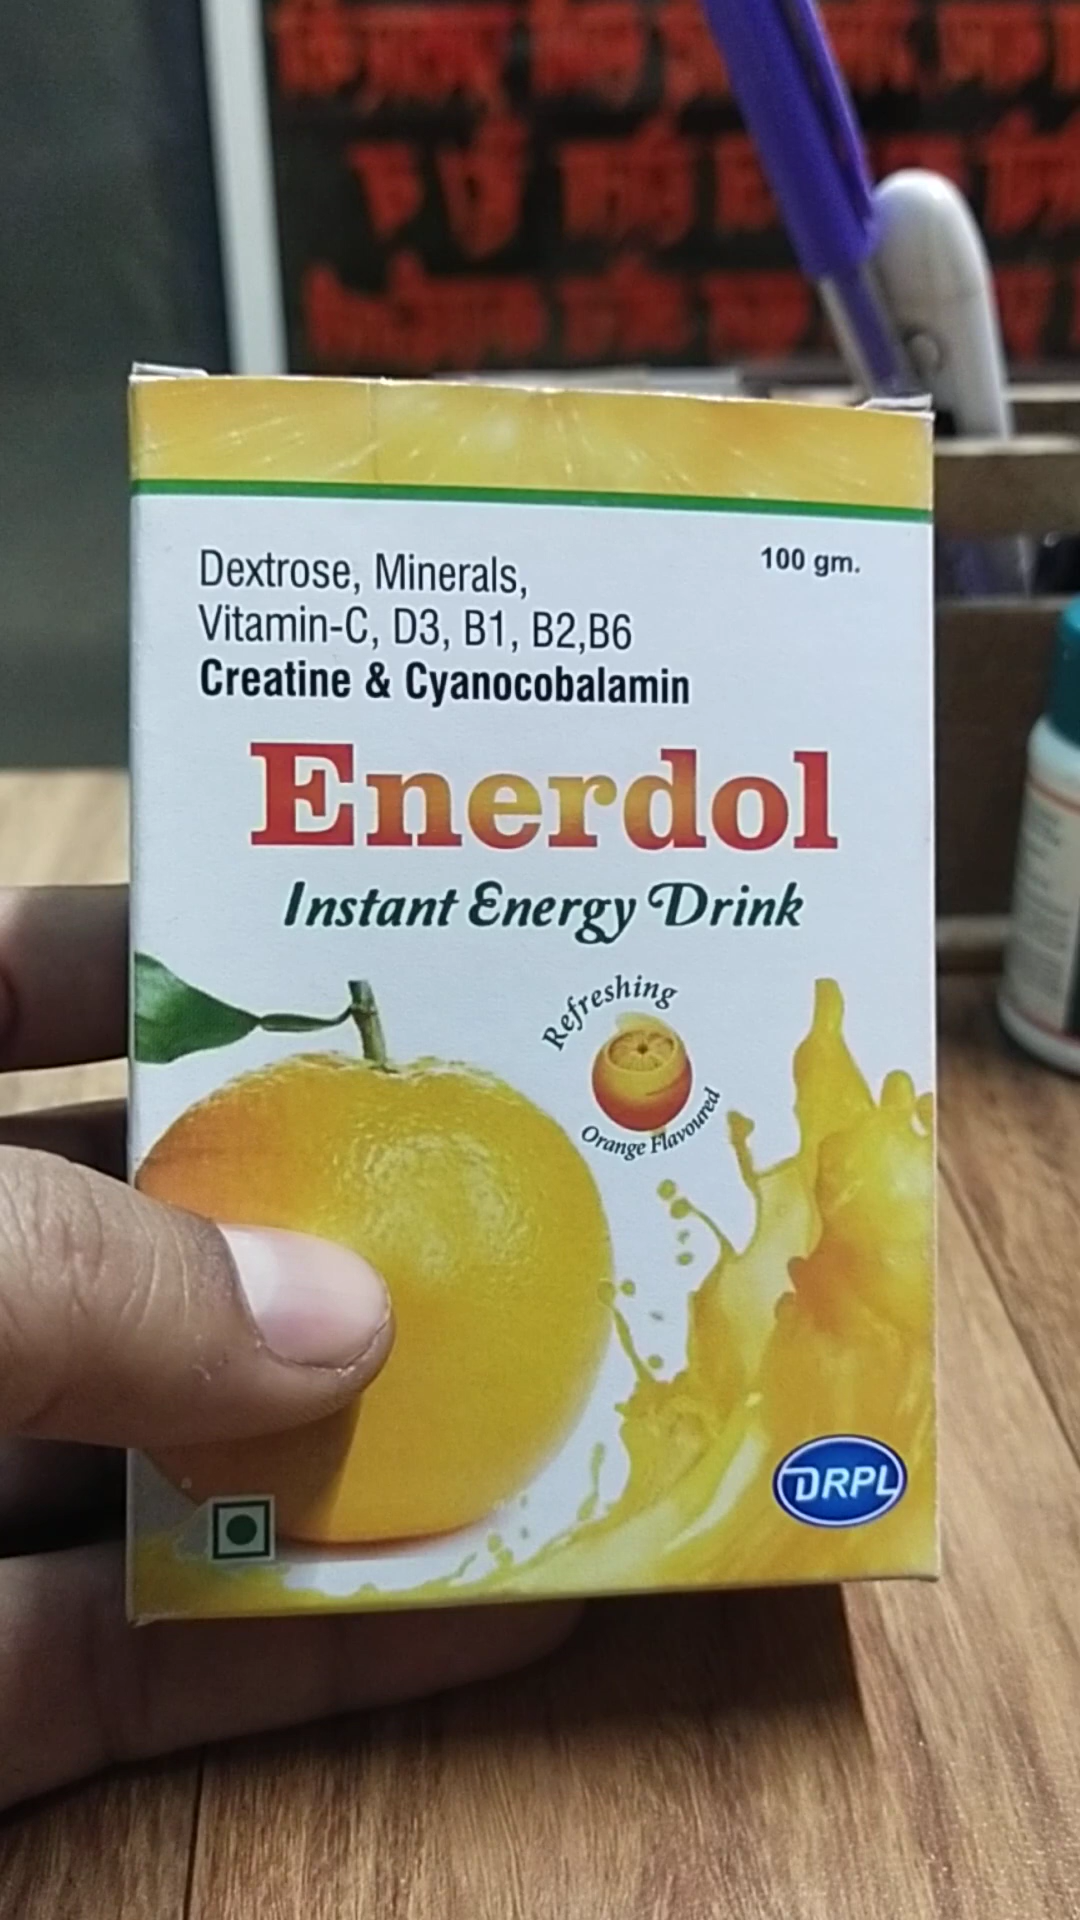 Dextrose, Minerals,
Vitamin-C, D3, B1, B2,B6
Creatine & Cyanocobalamin
100 gm.
Enerdol
Instant Energy Drink
Refreshing
Orange Flavoured
DRPL